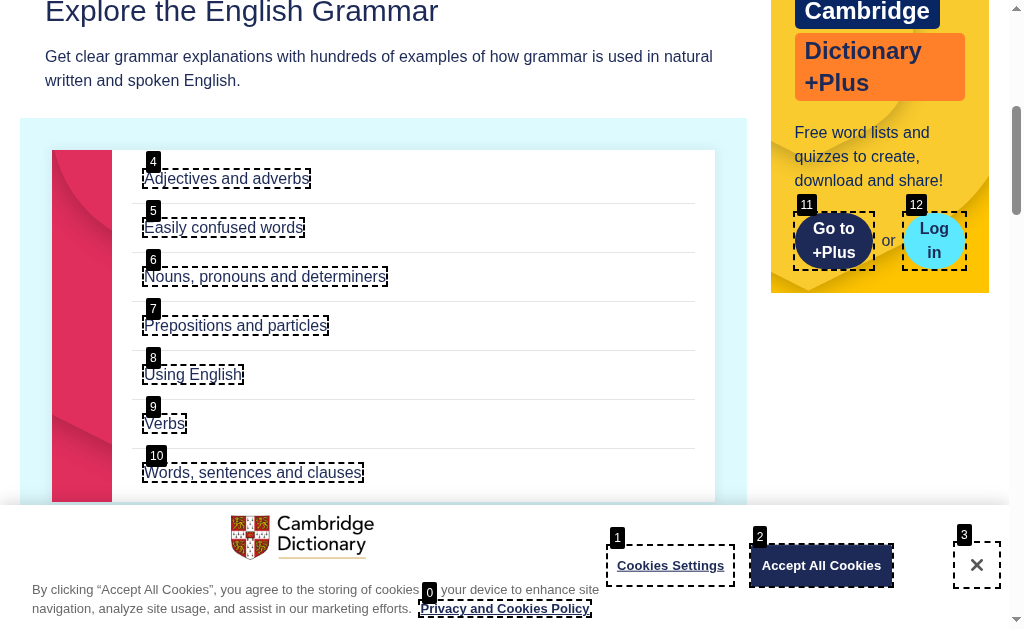 Explore the English Grammar
Get clear grammar explanations with hundreds of examples of how grammar is used in natural
written and spoken English.
4
Adjectives and adverbs
5
Easily confused words
6
Nouns, pronouns and determiners
7
Prepositions and particles
8
Using English
9
Verbs
10
Words, sentences and clauses
Cambridge
Dictionary
+Plus
Free word lists and
quizzes to create,
download and share!
11
Go to
+Plus
or
12
Log
in
Cambridge
Dictionary
By clicking “Accept All Cookies”, you agree to the storing of cookies 0 your device to enhance site
navigation, analyze site usage, and assist in our marketing efforts. Privacy and Cookies Policy
1
Cookies Settings
2
Accept All Cookies
3